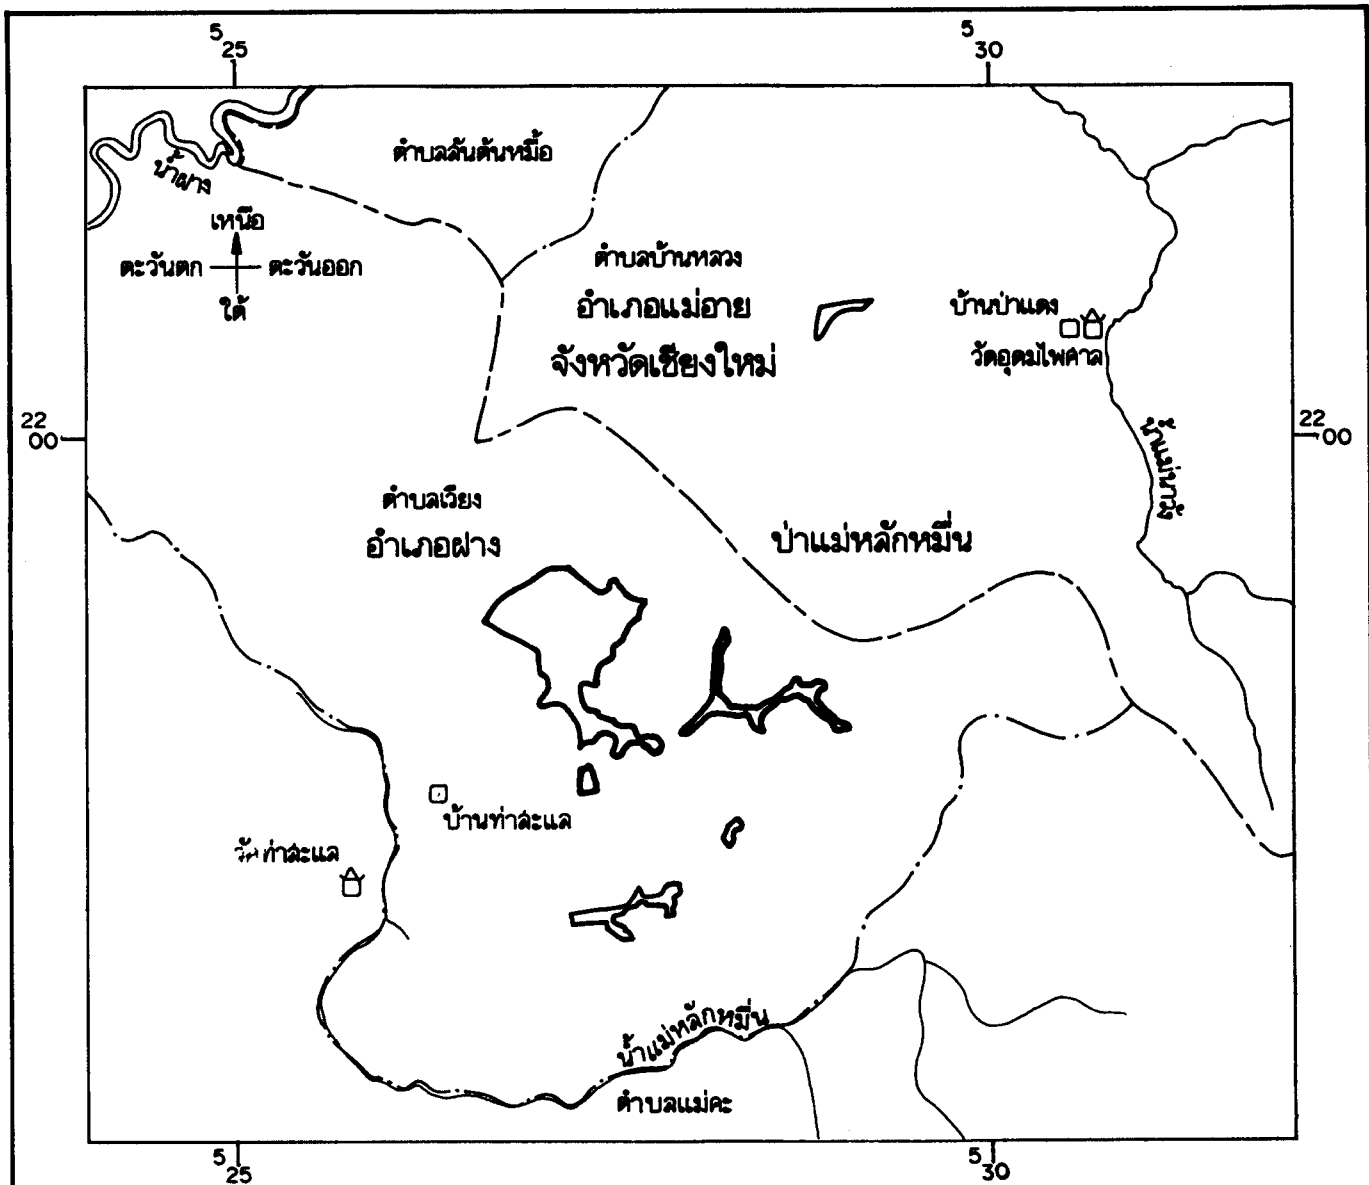 5 25
5 30
ตำบลสันต้นหมื้อ
น้ำฝาง
เหนือ
ตะวันตก
ตะวันออก
ใต้
ตำบลบ้านหลวง
อำเภอแม่อาย
จังหวัดเชียงใหม่
บ้านป่าแดง
วัดอุดมไพศาล
22 00
22 00
น้ำแม่นาวัง
ตำบลเวียง
อำเภอฝาง
ป่าแม่หลักหมื่น
บ้านท่าสะแล
วัดท่าสะแล
น้ำแม่หลักหมื่น
ตำบลแม่คะ
5 25
5 30